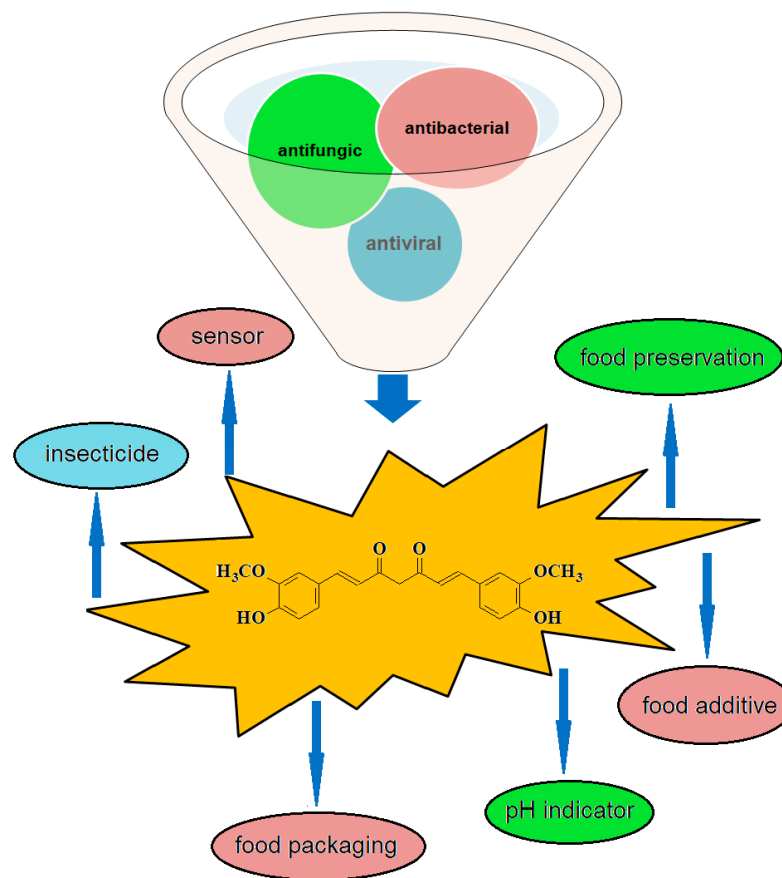 antibacterial
antifungic
antiviral
sensor
food preservation
insecticide
O O
H3CO OCH3
HO OH
food additive
pH indicator
food packaging